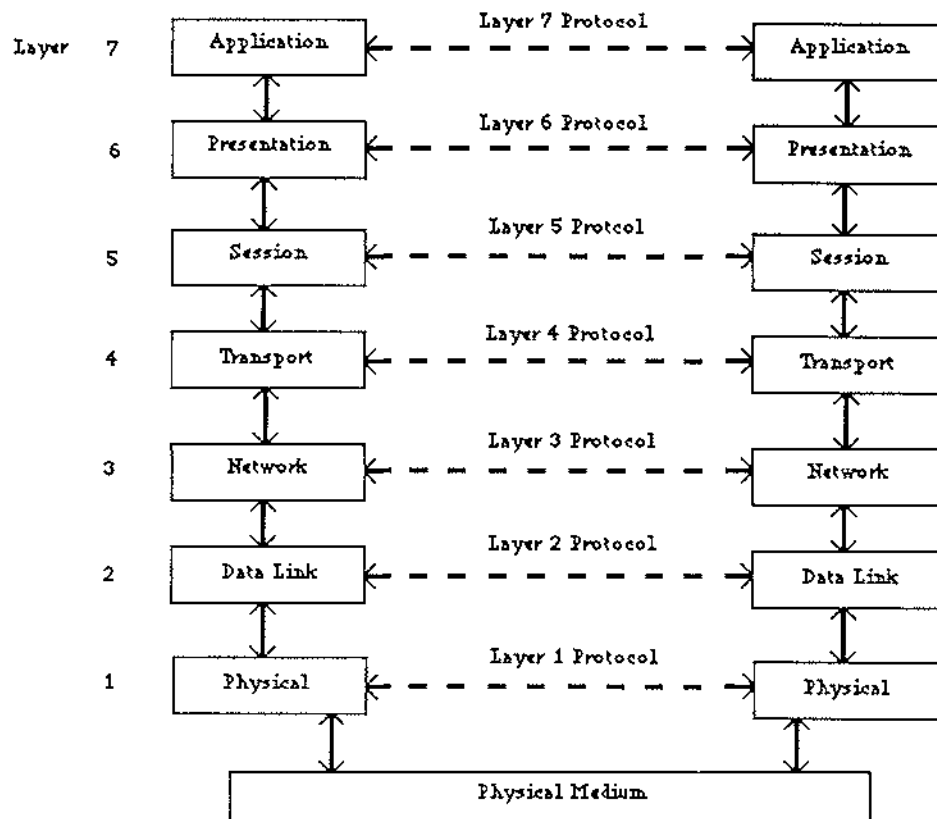 Layer 7 Protocol
Layer 7 Application Application
Layer 6 Protocol
6 Presentation Presentation
Layer 5 Protcol
5 Session Session
Layer 4 Protocol
4 Transport Transport
Layer 3 Protocol
3 Network Network
Layer 2 Protocol
2 Data Link Data Link
Layer 1 Protocol
1 Physical Physical
Physical Medium